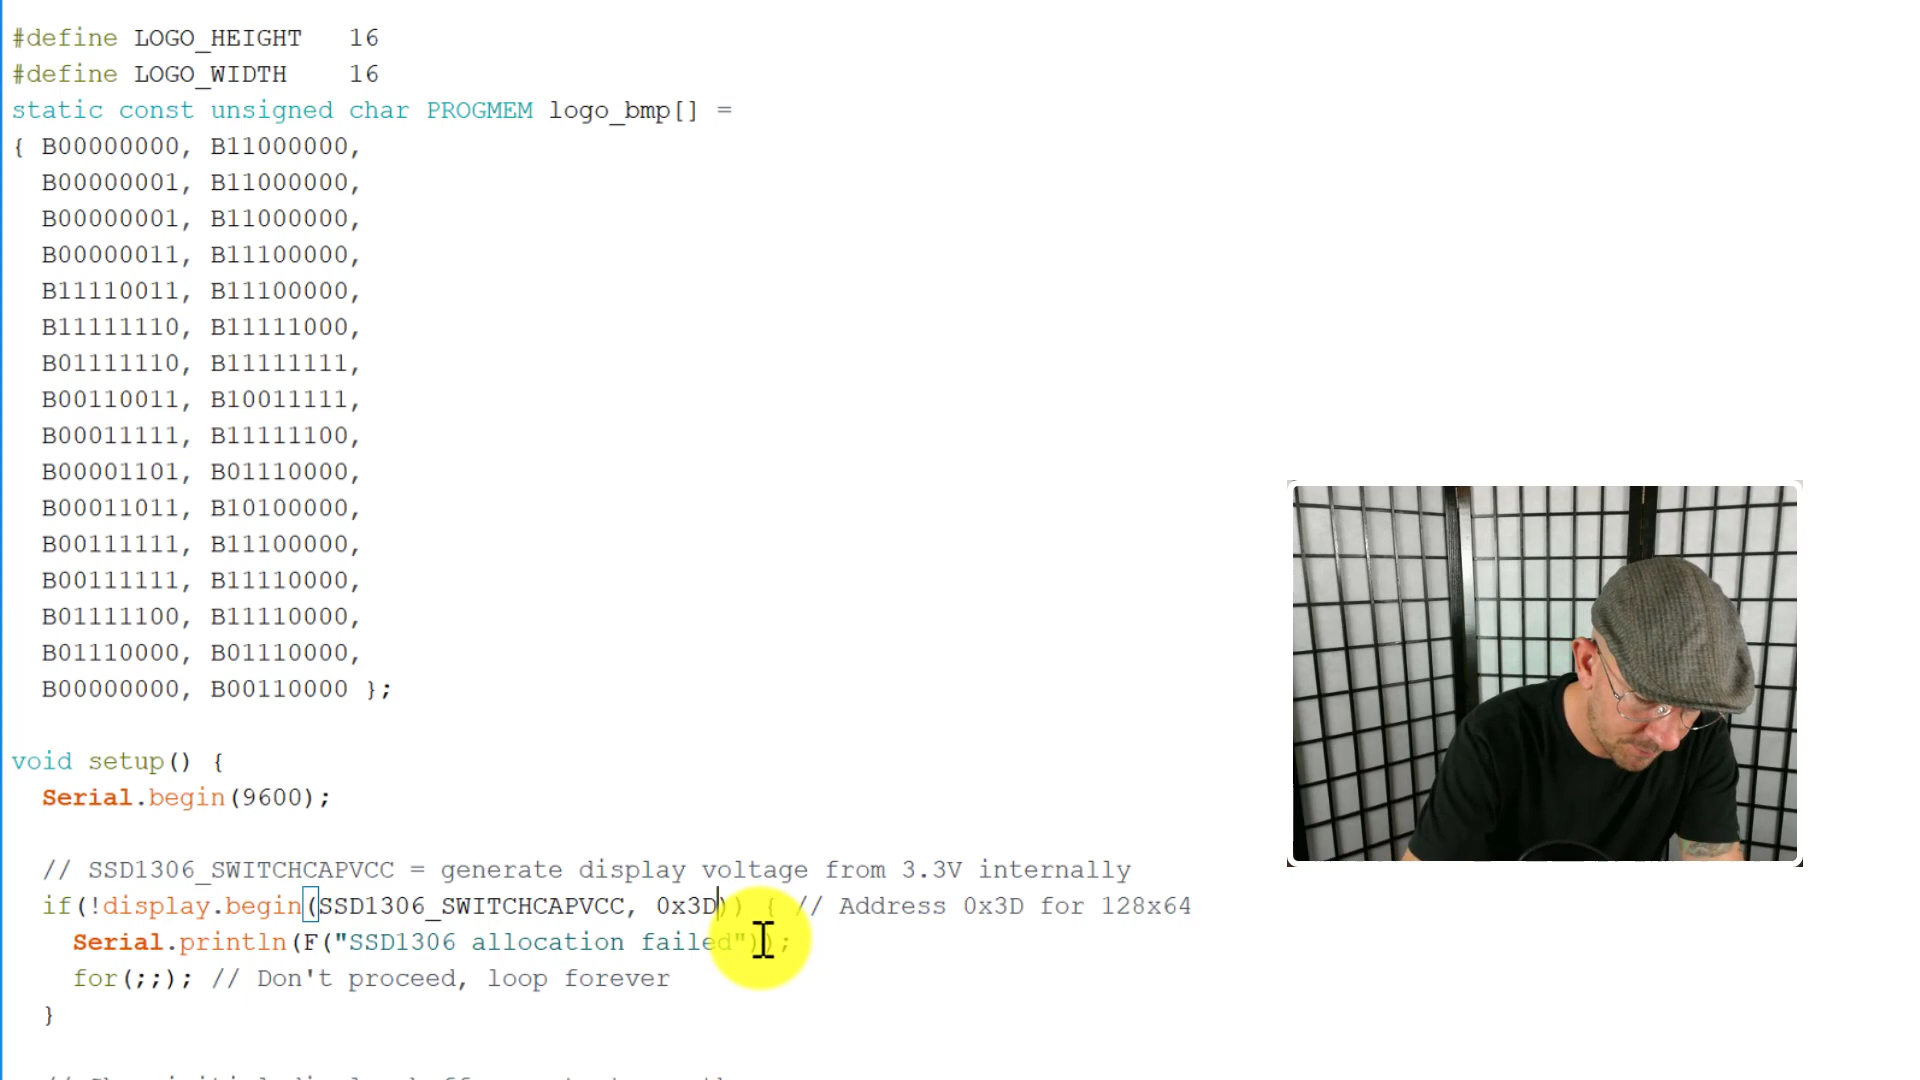 #define LOGO_HEIGHT   16
#define LOGO_WIDTH    16
static const unsigned char PROGMEM logo_bmp[] =
{ B00000000, B11000000,
  B00000001, B11000000,
  B00000001, B11000000,
  B00000011, B11100000,
  B11110011, B11100000,
  B11111110, B11111000,
  B01111110, B11111111,
  B00110011, B10011111,
  B00011111, B11111100,
  B00001101, B01110000,
  B00011011, B10100000,
  B00111111, B11100000,
  B00111111, B11110000,
  B01111100, B11110000,
  B01110000, B01110000,
  B00000000, B00110000 };
void setup() {
  Serial.begin(9600);
  // SSD1306_SWITCHCAPVCC = generate display voltage from 3.3V internally
  if(!display.begin(SSD1306_SWITCHCAPVCC, 0x3D)) { // Address 0x3D for 128x64
    Serial.println(F("SSD1306 allocation failed"));
    for(;;); // Don't proceed, loop forever
  }